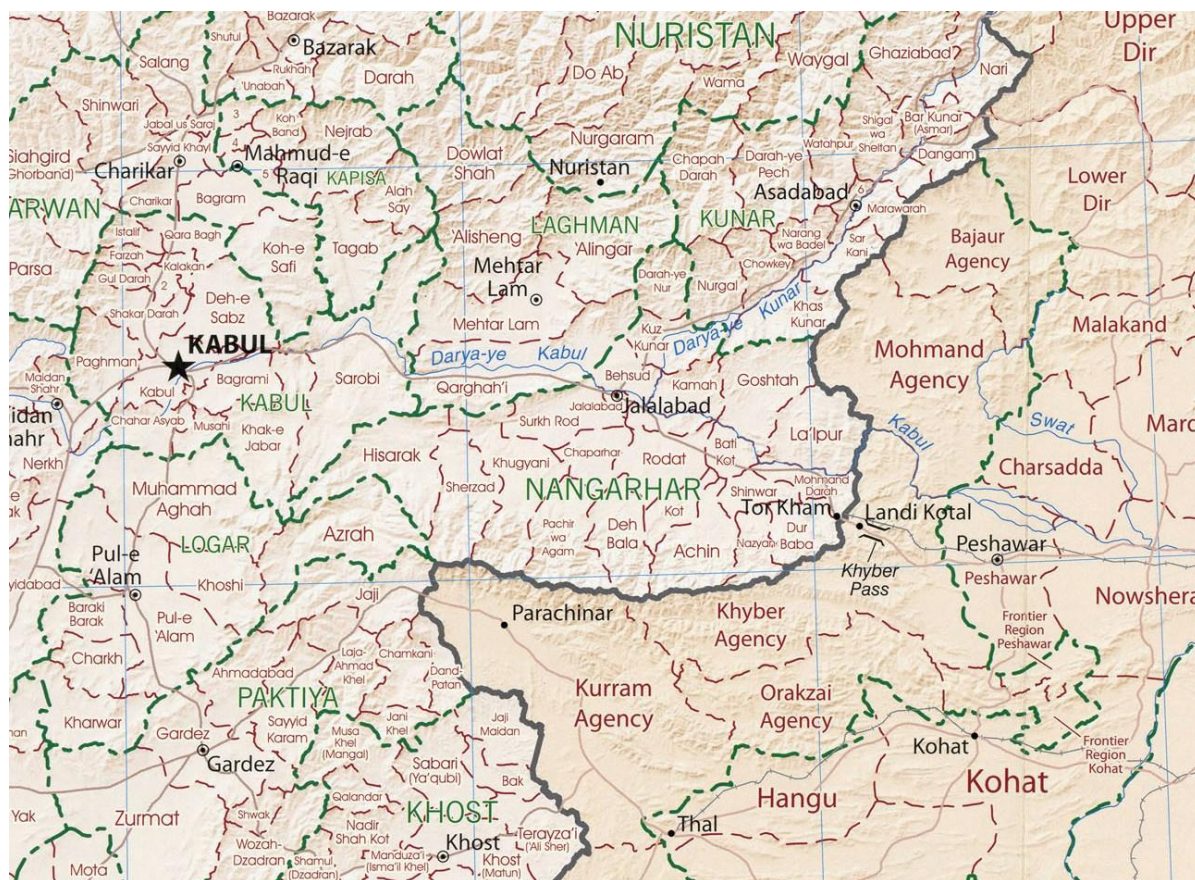 NURISTAN
Upper
Dir
Bazarak
Shutul
Bazarak
Salang
Rukhah
'Unabah
Darah
Do Ab
Wama
Waygal
Ghaziabad
Nari
Shinwari
Jabal us Saraj
Sayyid Khayl
3
Koh
Band
4
5
Nejrab
Dowlat
Shah
Nurgaram
Nuristan
Chapah
Darah
Darah-ye
Pech
Watahpur
Shigal
wa
Sheltan
Bar Kunar
(Asmar)
Dangam
Siahgird
Ghorband)
Charikar
Mahmud-e
Raqi
KAPISA
Alah
Say
Asadabad
6
Marawarah
Lower
Dir
ARWAN
Charikar
Bagram
Istalif
Qara Bagh
Farzah
Kalakan
Gul Darah
2
Koh-e
Safi
Tagab
'Alisheng
LAGHMAN
'Alingar
KUNAR
Narang
wa Badel
Sar
Kani
Chowkey
Bajaur
Agency
Parsa
Shakar Darah
Deh-e
Sabz
Mehtar
Lam
Mehtar Lam
Darah-ye
Nur
Nurgal
Khas
Kunar
Kuz
Kunar
Darya-ye Kunar
Malakand
Paghman
KABUL
Darya-ye Kabul
Mohmand
Agency
Maidan
Shahr
Kabul
Bagrami
Sarobi
Qarghah'i
Behsud
Kamah
Goshtah
idan
hahr
Chahar Asyab
Musahi
KABUL
Khak-e
Jabar
Jalalabad
Jalalabad
Surkh Rod
Kabul
Swat
Mard
Nerkh
Hisarak
Khugyani
Chaparhar
Rodat
Bati
Kot
La'lpur
Charsadda
Muhammad
Aghah
Sherzad
NANGARHAR
Kot
Shinwar
Mohmand
Darah
Tor Kham
Landi Kotal
LOGAR
Azrah
Pachir
wa
Agam
Deh
Bala
Achin
Nazyan
Dur
Baba
Khyber
Pass
Peshawar
Peshawar
Pul-e
'Alam
Khoshi
yidabad
Baraki
Barak
Pul-e
'Alam
Jaji
Parachinar
Khyber
Agency
Frontier
Region
Peshawar
Nowshera
Charkh
Ahmadabad
Laja-
Ahmad
Khel
Chamkani
Dand-
Patan
Kurram
Agency
Orakzai
Agency
Kharwar
PAKTIYA
Gardez
Gardez
Sayyid
Karam
Musa
Khel
(Mangal)
Jani
Khel
Jaji
Maidan
Kohat
Frontier
Region
Kohat
Sabari
(Ya'qubi)
Bak
Hangu
Kohat
Yak
Zurmat
Shwak
Qalandar
KHOST
Thal
Nadir
Shah Kot
Khost
Terayza'i
('Ali Sher)
Wozah-
Dzadran
Shamul
(Dzadran)
Manduza'i
(Isma'il Khel)
Khost
(Matun)
Mota